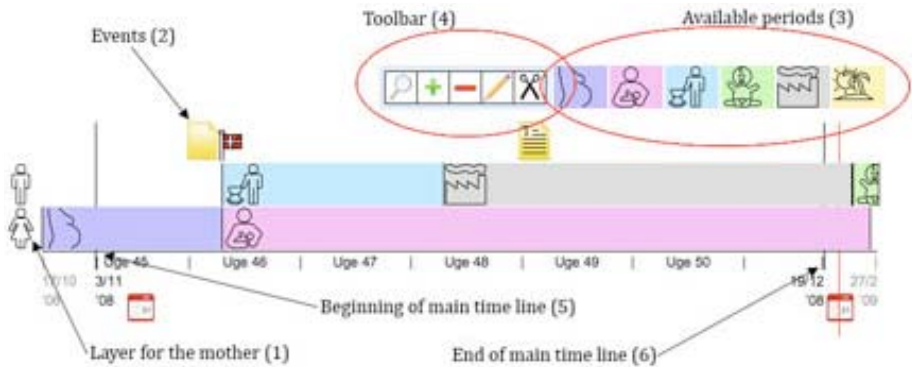 Toolbar (4)
Available periods (3)
Events (2)
Uge 45 | Uge 46 | Uge 47 | Uge 48 | Uge 49 | Uge 50 |
3/11 19/12 27/2
'08 '08 '09
Beginning of main time line (5)
Layer for the mother (1)
End of main time line (6)